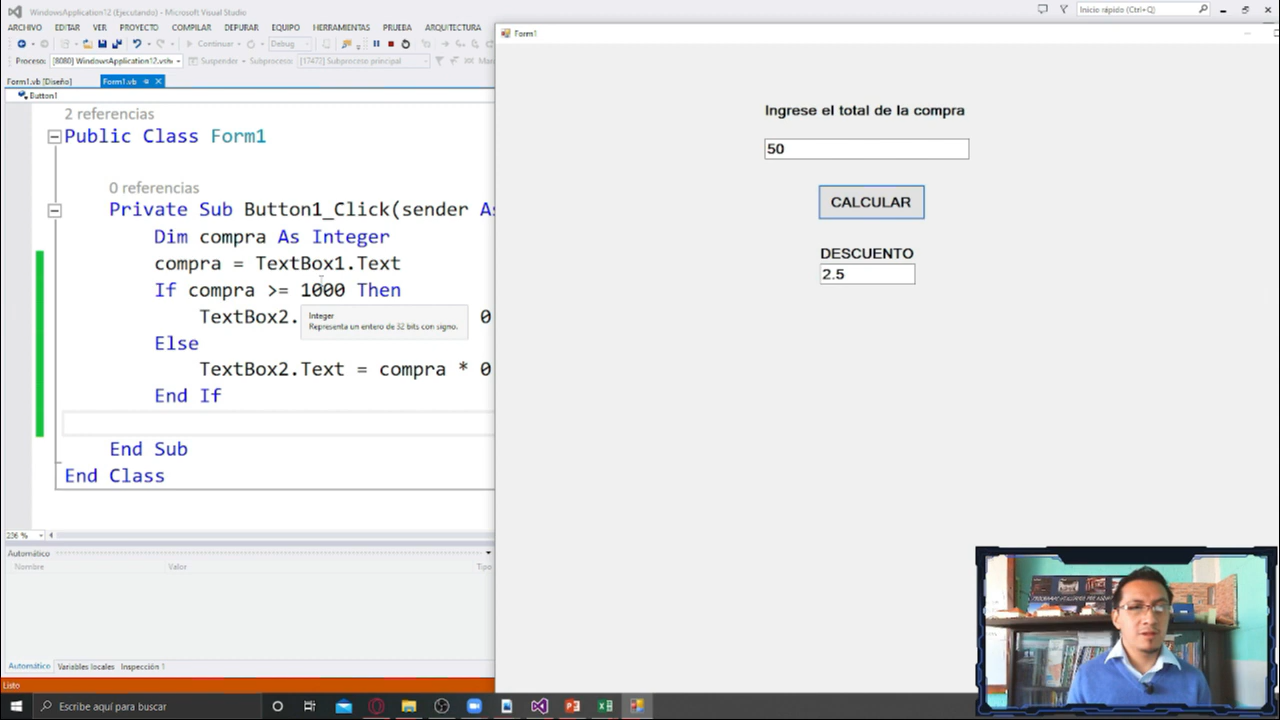 WindowsApplication12 (Ejecutando) - Microsoft Visual Studio
Inicio rápido (Ctrl+Q)
ARCHIVO EDITAR VER PROYECTO COMPILAR DEPURAR EQUIPO HERRAMIENTAS PRUEBA ARQUITECTURA
Continuar Debug
Proceso: [8080] WindowsApplication12.vsh Suspender Subproceso: [17472] Subproceso principal
Form1.vb [Diseño] Form1.vb
Button1
2 referencias
Public Class Form1
0 referencias
Private Sub Button1_Click(sender As
Dim compra As Integer
compra = TextBox1.Text
If compra >= 1000 Then
TextBox2. 0
Integer
Representa un entero de 32 bits con signo.
Else
TextBox2.Text = compra * 0
End If
End Sub
End Class
236 %
Automático
Nombre Valor Tipo
Automático Variables locales Inspección 1
Listo
Form1
Ingrese el total de la compra
50
CALCULAR
DESCUENTO
2.5
Escribe aquí para buscar